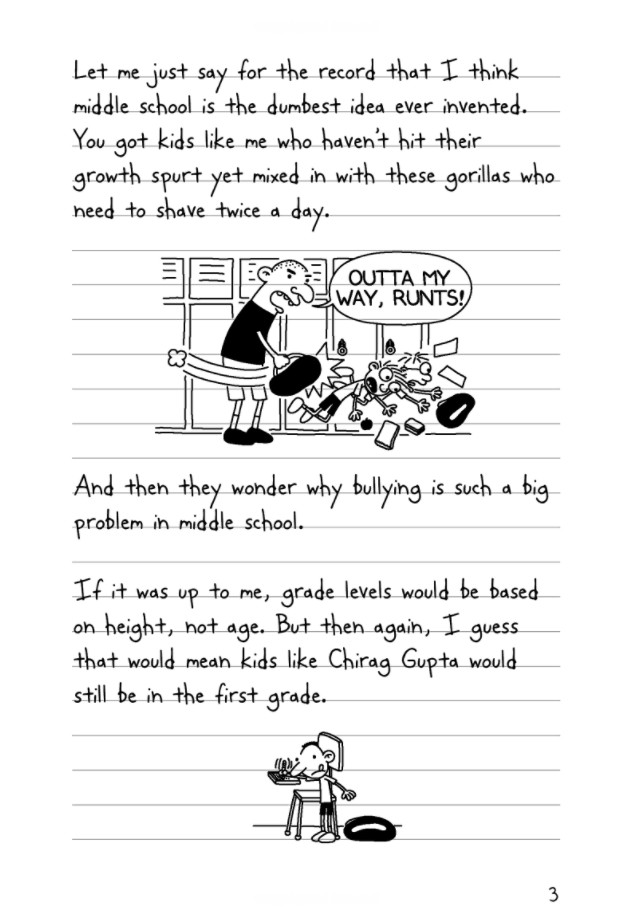 Let me just say for the record that I think
middle school is the dumbest idea ever invented.
You got kids like me who haven't hit their
growth spurt yet mixed in with these gorillas who
need to shave twice a day.
OUTTA MY
WAY, RUNTS!
And then they wonder why bullying is such a big
problem in middle school.
If it was up to me, grade levels would be based
on height, not age. But then again, I guess
that would mean kids like Chirag Gupta would
still be in the first grade.
3